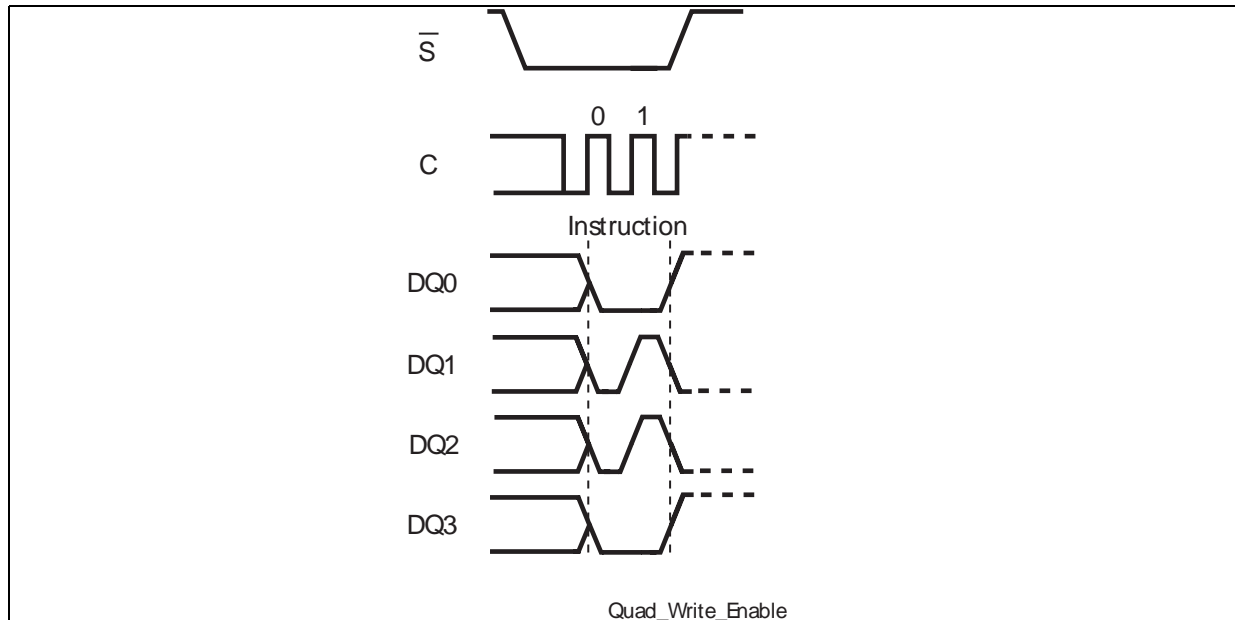 S̅
0 1
C
Instruction
DQ0
DQ1
DQ2
DQ3
Quad_Write_Enable